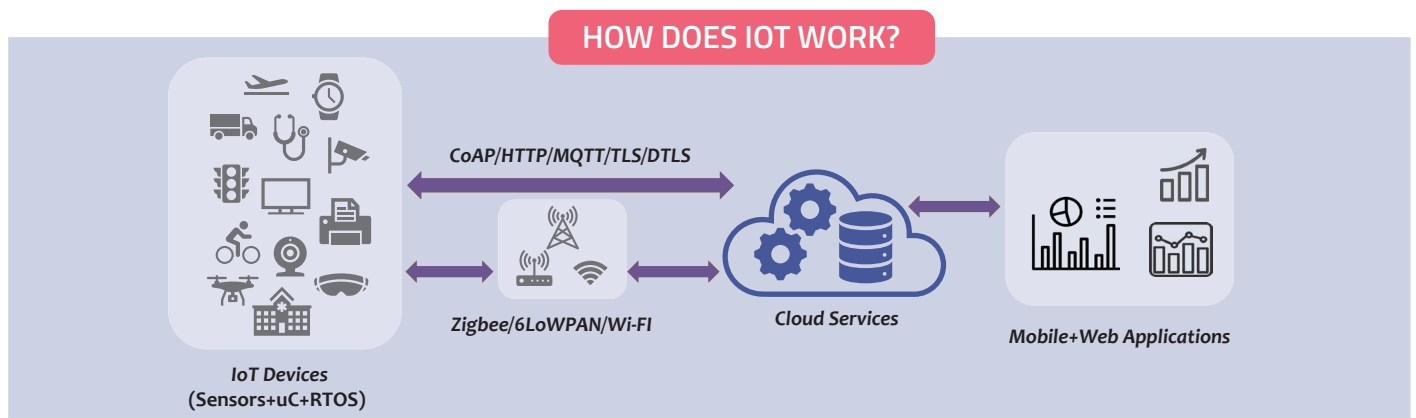 HOW DOES IOT WORK?
CoAP/HTTP/MQTT/TLS/DTLS
Zigbee/6LoWPAN/Wi-FI
Cloud Services
Mobile+Web Applications
IoT Devices
(Sensors+uC+RTOS)